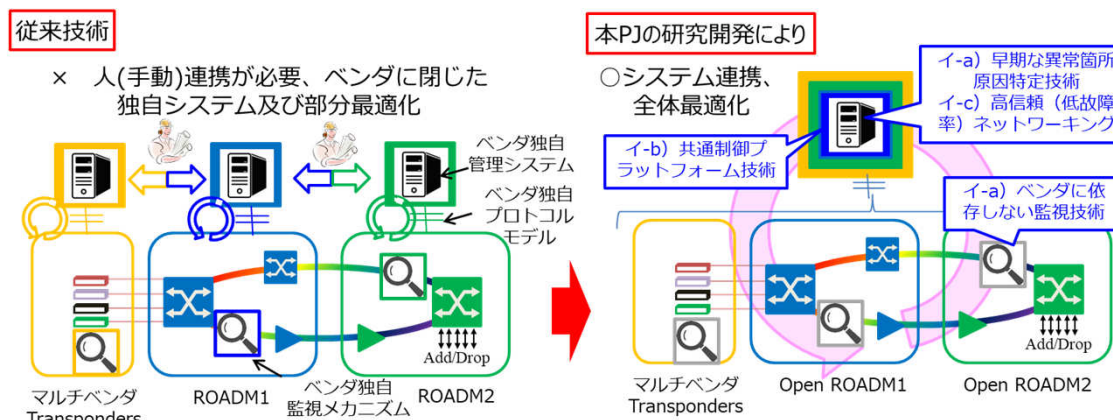 従来技術
× 人(手動)連携が必要、ベンダに閉じた
独自システム及び部分最適化
ベンダ独自
管理システム
ベンダ独自
プロトコル
モデル
Add/Drop
マルチベンダ
Transponders
ROADM1
ベンダ独自
監視メカニズム
ROADM2
本PJの研究開発により
○システム連携、
全体最適化
イ-a）早期な異常箇所
原因特定技術
イ-c）高信頼（低故障
率）ネットワーキング
イ-b）共通制御プ
ラットフォーム技術
イ-a）ベンダに依
存しない監視技術
Add/Drop
マルチベンダ
Transponders
Open ROADM1
Open ROADM2